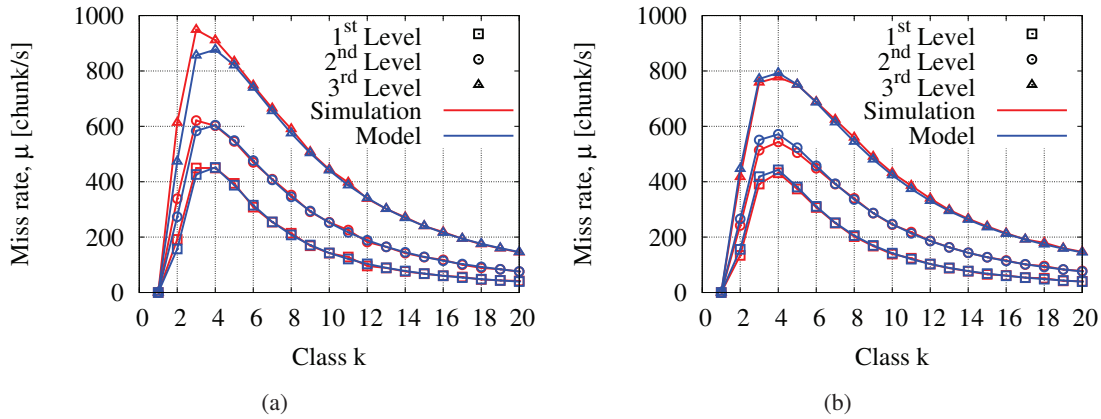 1000
800
600
400
200
0
Miss rate, μ [chunk/s]
1st Level
2nd Level
3rd Level
Simulation
Model
0 2 4 6 8 10 12 14 16 18 20
Class k
(a)
1000
800
600
400
200
0
Miss rate, μ [chunk/s]
1st Level
2nd Level
3rd Level
Simulation
Model
0 2 4 6 8 10 12 14 16 18 20
Class k
(b)